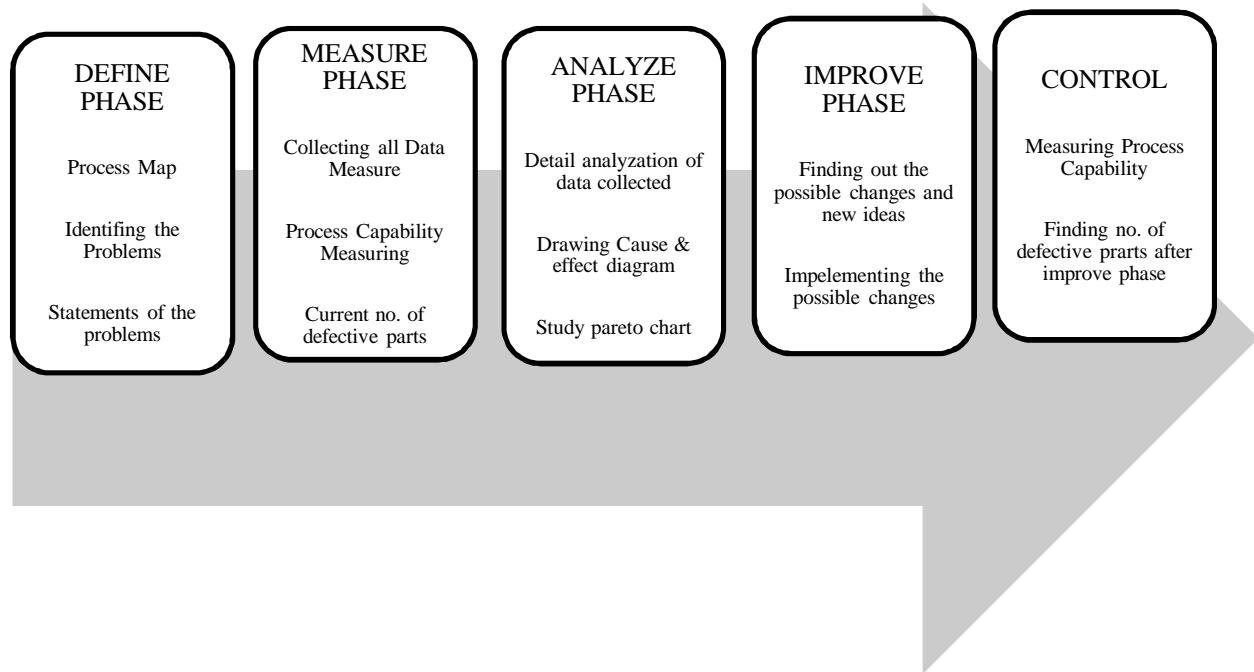 DEFINE
PHASE
Process Map
Identifing the
Problems
Statements of the
problems
MEASURE
PHASE
Collecting all Data
Measure
Process Capability
Measuring
Current no. of
defective parts
ANALYZE
PHASE
Detail analyzation of
data collected
Drawing Cause &
effect diagram
Study pareto chart
IMPROVE
PHASE
Finding out the
possible changes and
new ideas
Impelementing the
possible changes
CONTROL
Measuring Process
Capability
Finding no. of
defective prarts after
improve phase